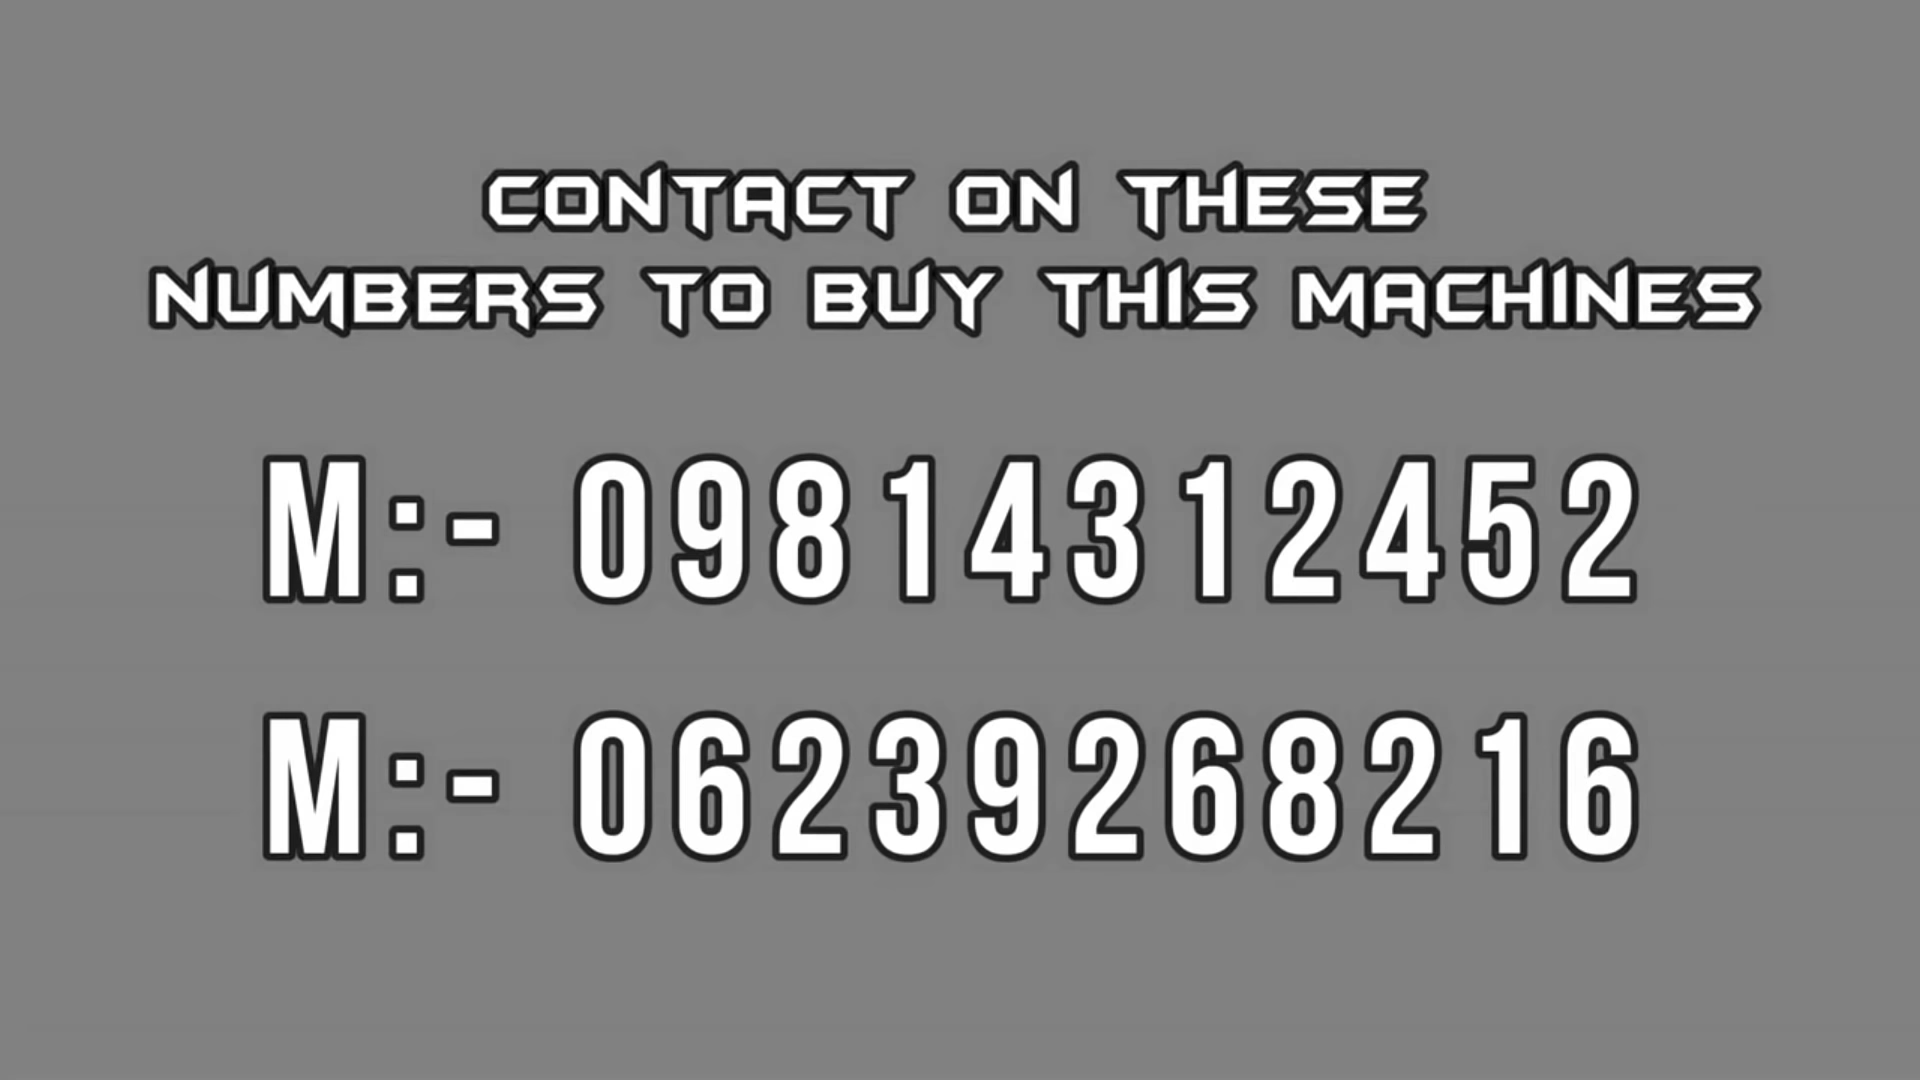 CONTACT ON THESE
NUMBERS TO BUY THIS MACHINES
M:- 09814312452
M:- 06239268216